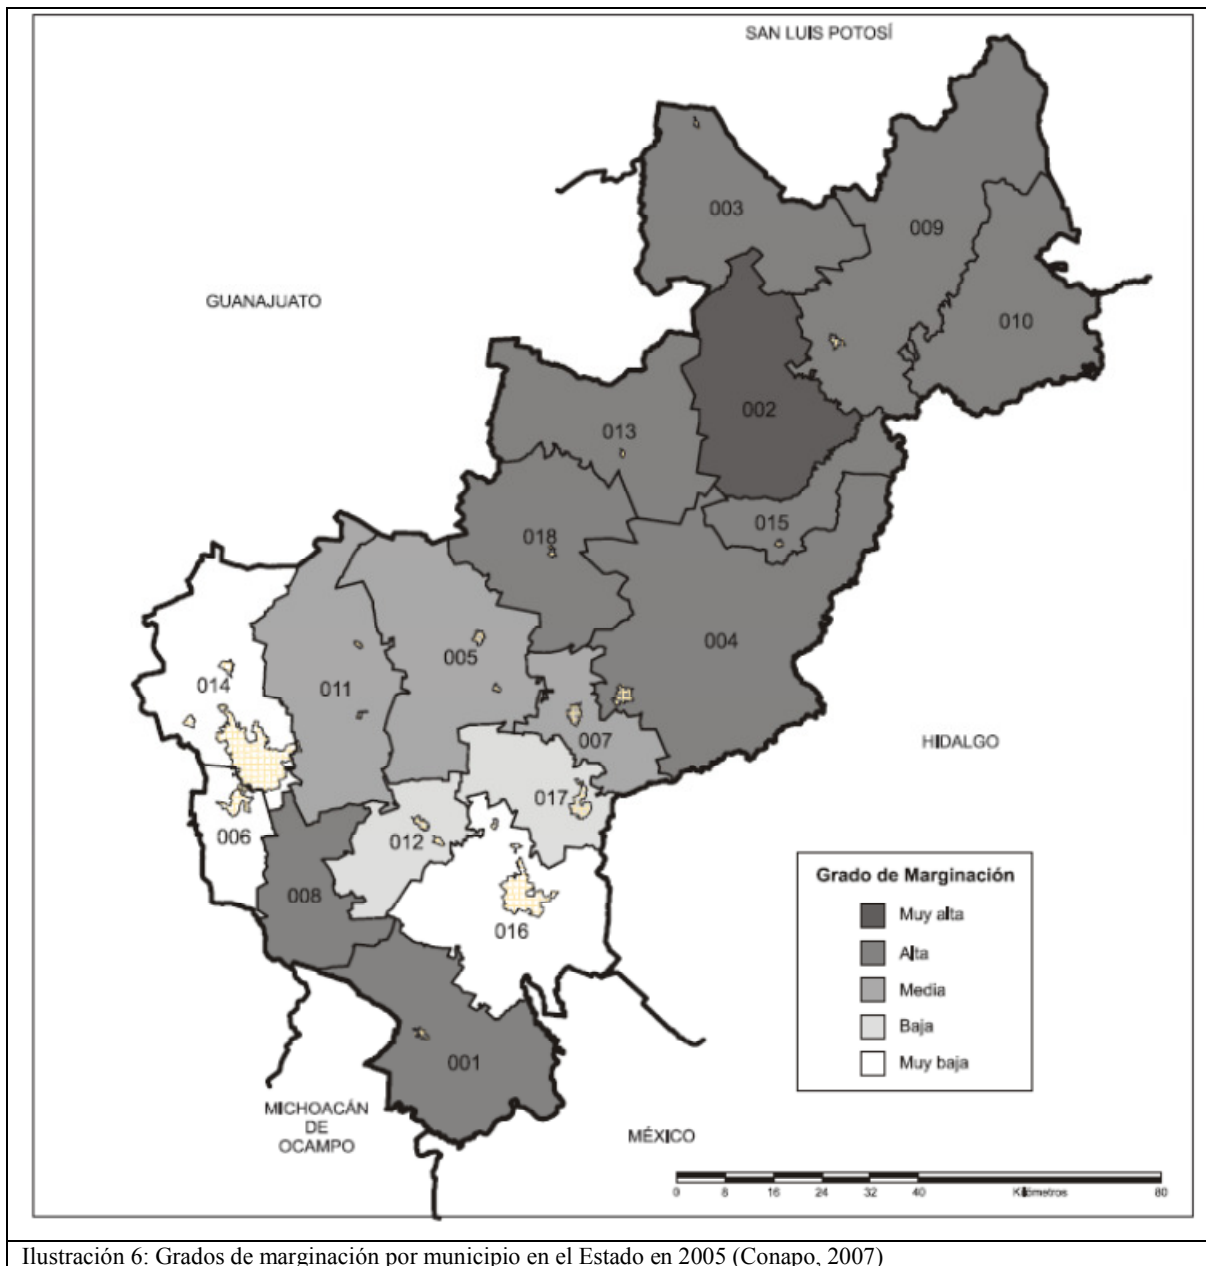 SAN LUIS POTOSÍ
003
009
GUANAJUATO
010
002
013
015
018
004
005
014
011
007
HIDALGO
017
006
012
008
016
001
Grado de Marginación
Muy alta
Alta
Media
Baja
Muy baja
MICHOACÁN
DE
OCAMPO
MÉXICO
0 8 16 24 32 40 Kilómetros 80
Ilustración 6: Grados de marginación por municipio en el Estado en 2005 (Conapo, 2007)